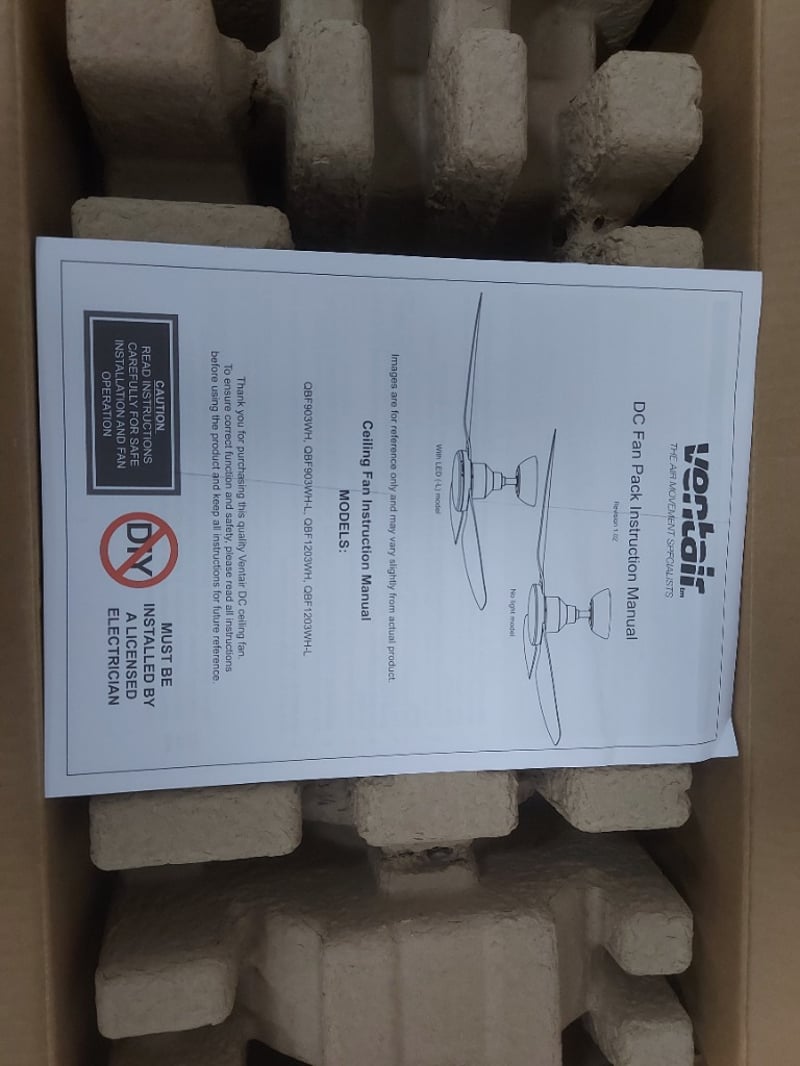 ventair
THE AIR MOVEMENT SPECIALISTS
DC Fan Pack Instruction Manual
Revision 1.02
No light model
With LED (-L) model
Images are for reference only and may vary slightly from actual product.
Ceiling Fan Instruction Manual
MODELS:
QBF903WH, QBF903WH-L, QBF1203WH, QBF1203WH-L
Thank you for purchasing this quality Ventair DC ceiling fan.
To ensure correct function and safety, please read all instructions
before using the product and keep all instructions for future reference.
CAUTION
READ INSTRUCTIONS
CAREFULLY FOR SAFE
INSTALLATION AND FAN
OPERATION
DIY
MUST BE
INSTALLED BY
A LICENSED
ELECTRICIAN